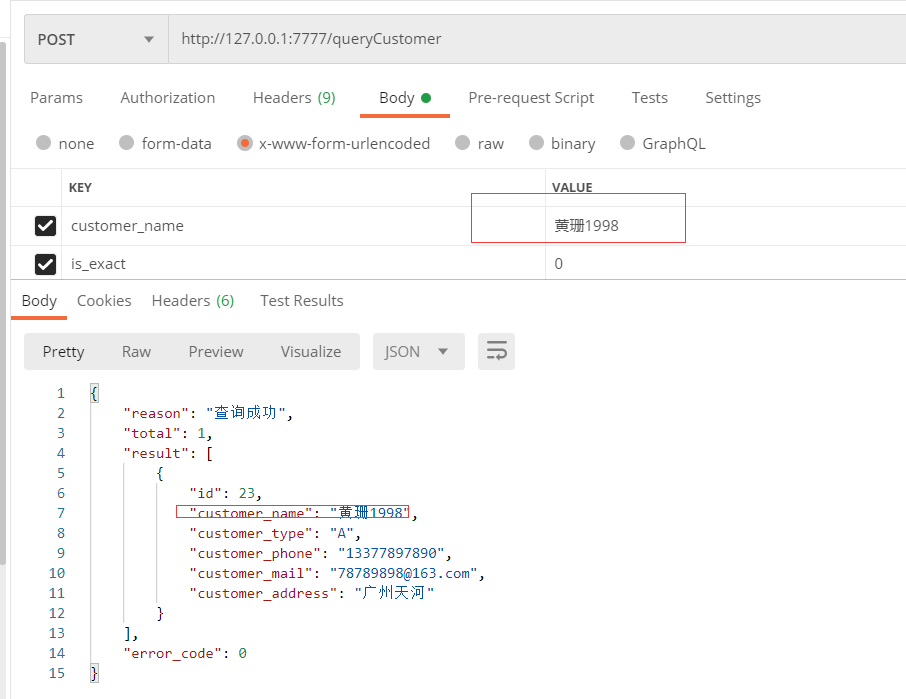 POST http://127.0.0.1:7777/queryCustomer
Params Authorization Headers (9) Body Pre-request Script Tests Settings
none form-data x-www-form-urlencoded raw binary GraphQL
KEY VALUE
customer_name 黄珊1998
is_exact 0
Body Cookies Headers (6) Test Results
Pretty Raw Preview Visualize JSON
1 {
2 "reason": "查询成功",
3 "total": 1,
4 "result": [
5 {
6 "id": 23,
7 "customer_name": "黄珊1998",
8 "customer_type": "A",
9 "customer_phone": "13377897890",
10 "customer_mail": "78789898@163.com",
11 "customer_address": "广州天河"
12 }
13 ],
14 "error_code": 0
15 }